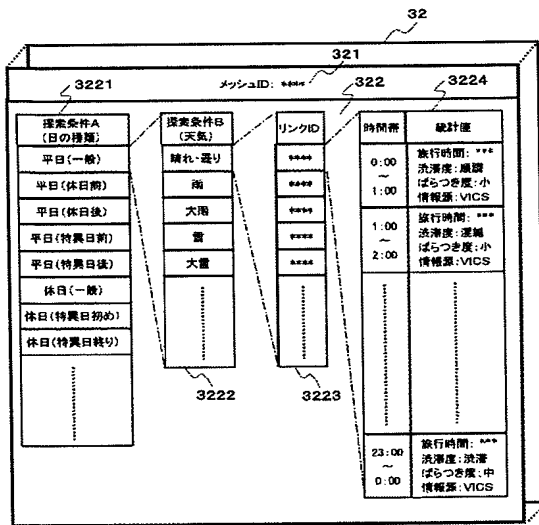 32
321
メッシュID: ****
3221
322
3224
探索条件A
(日の種類)
平日(一般)
平日(休日前)
平日(休日後)
平日(特異日前)
平日(特異日後)
休日(一般)
休日(特異日初め)
休日(特異日終り)
探索条件B
(天気)
晴れ・曇り
雨
大雨
雪
大雪
3222
リンクID
****
****
****
****
****
3223
時間帯
統計値
0:00
~
1:00
旅行時間: ***
渋滞度:順調
ばらつき度:小
情報源:VICS
1:00
~
2:00
旅行時間: ***
渋滞度:混雑
ばらつき度:小
情報源:VICS
23:00
~
0:00
旅行時間: ***
渋滞度:渋滞
ばらつき度:中
情報源:VICS